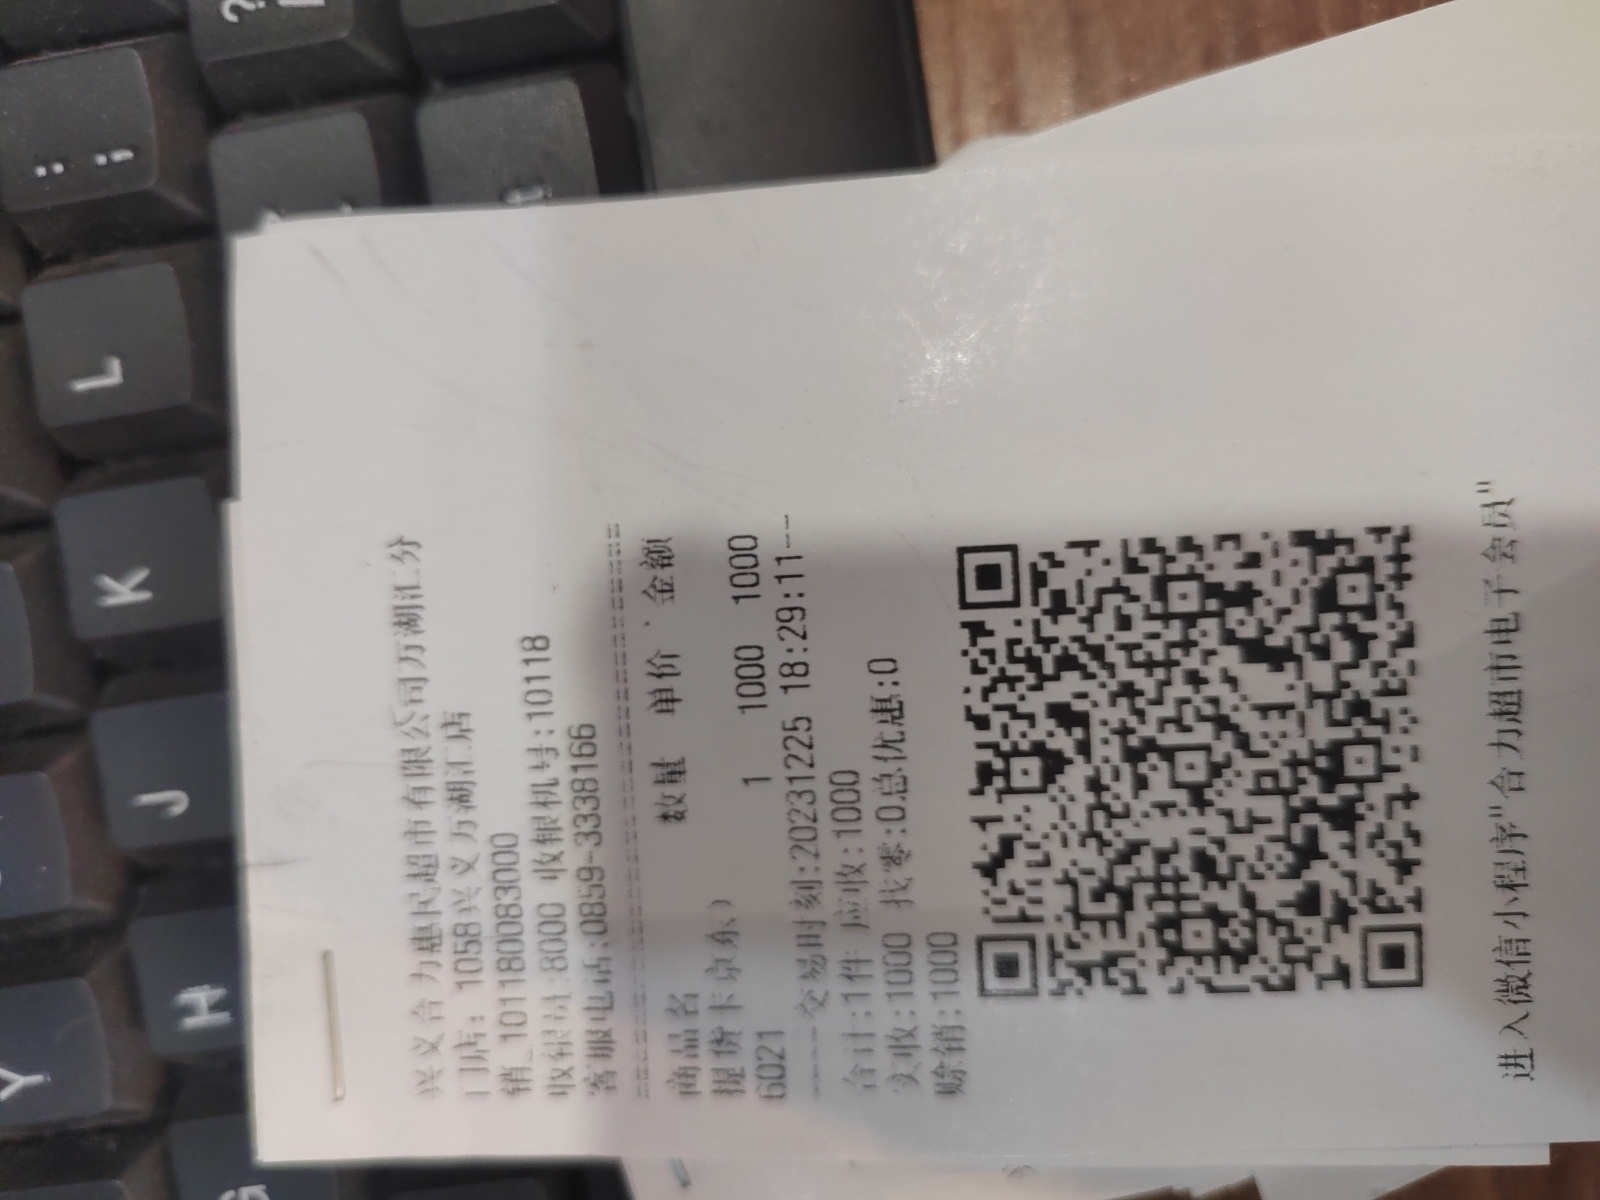 兴义合力惠民超市有限公司万湖汇分
门店: 1058兴义万湖汇店
销_10118008083000
收银员:8000 收银机号:10118
客服电话:0859-3338166
商品名 数量 单价 金额
提货卡京东)
6021 1 1000 1000
交易时刻:20231225 18:29:11---
合计:1件 应收:1000
实收:1000 找零:0总优惠:0
赊销:1000
进入微信小程序"合力超市电子会员"
L
K
J
H
Y
G
;
:
?